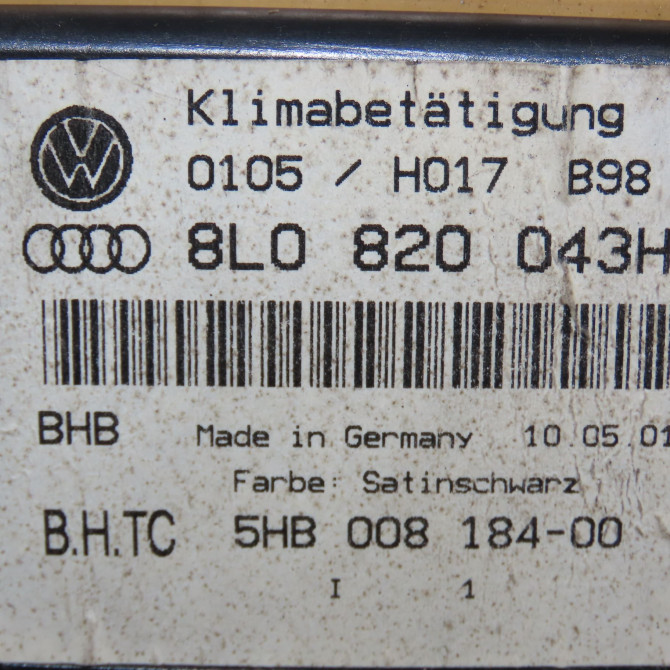 Klimabetätigung
0105 / H017 B98
8L0 820 043H
BHB Made in Germany 10.05.01
Farbe: Satinschwarz
B.H.TC 5HB 008 184-00
I 1